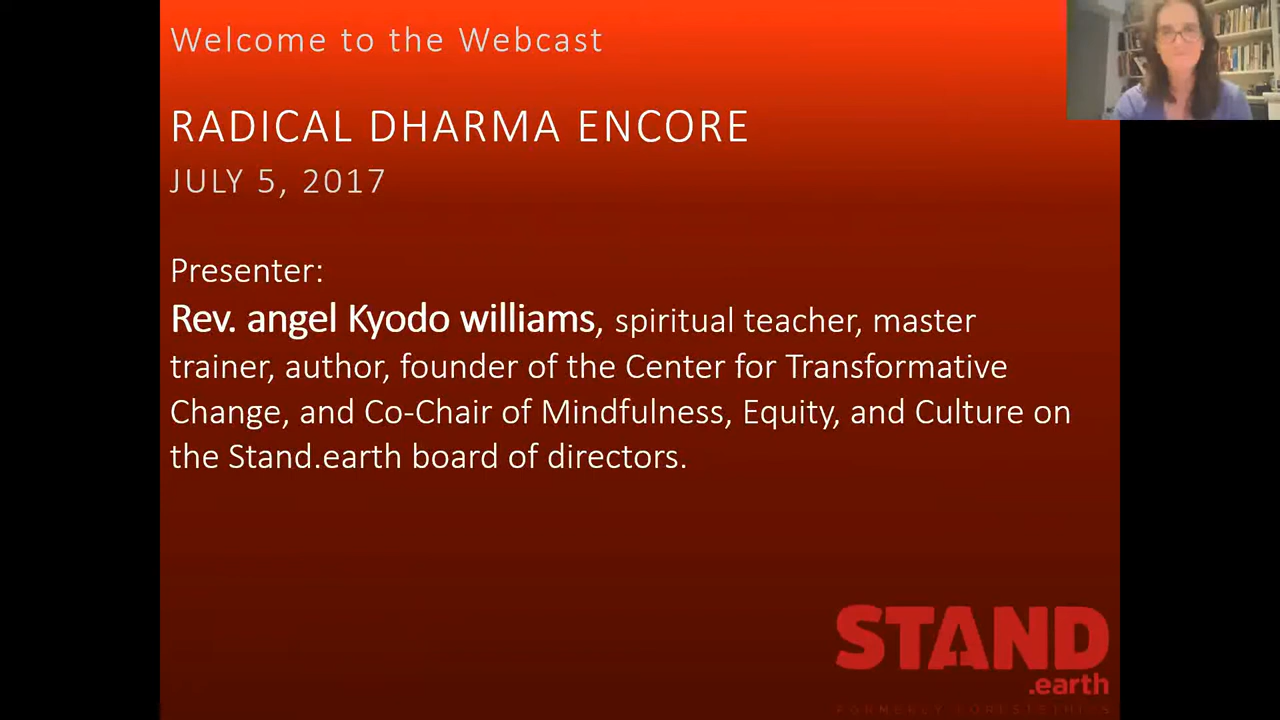 Welcome to the Webcast
RADICAL DHARMA ENCORE
JULY 5, 2017
Presenter:
Rev. angel Kyodo williams, spiritual teacher, master
trainer, author, founder of the Center for Transformative
Change, and Co-Chair of Mindfulness, Equity, and Culture on
the Stand.earth board of directors.
STAND
.earth
FORMERLY FORESTETHICS